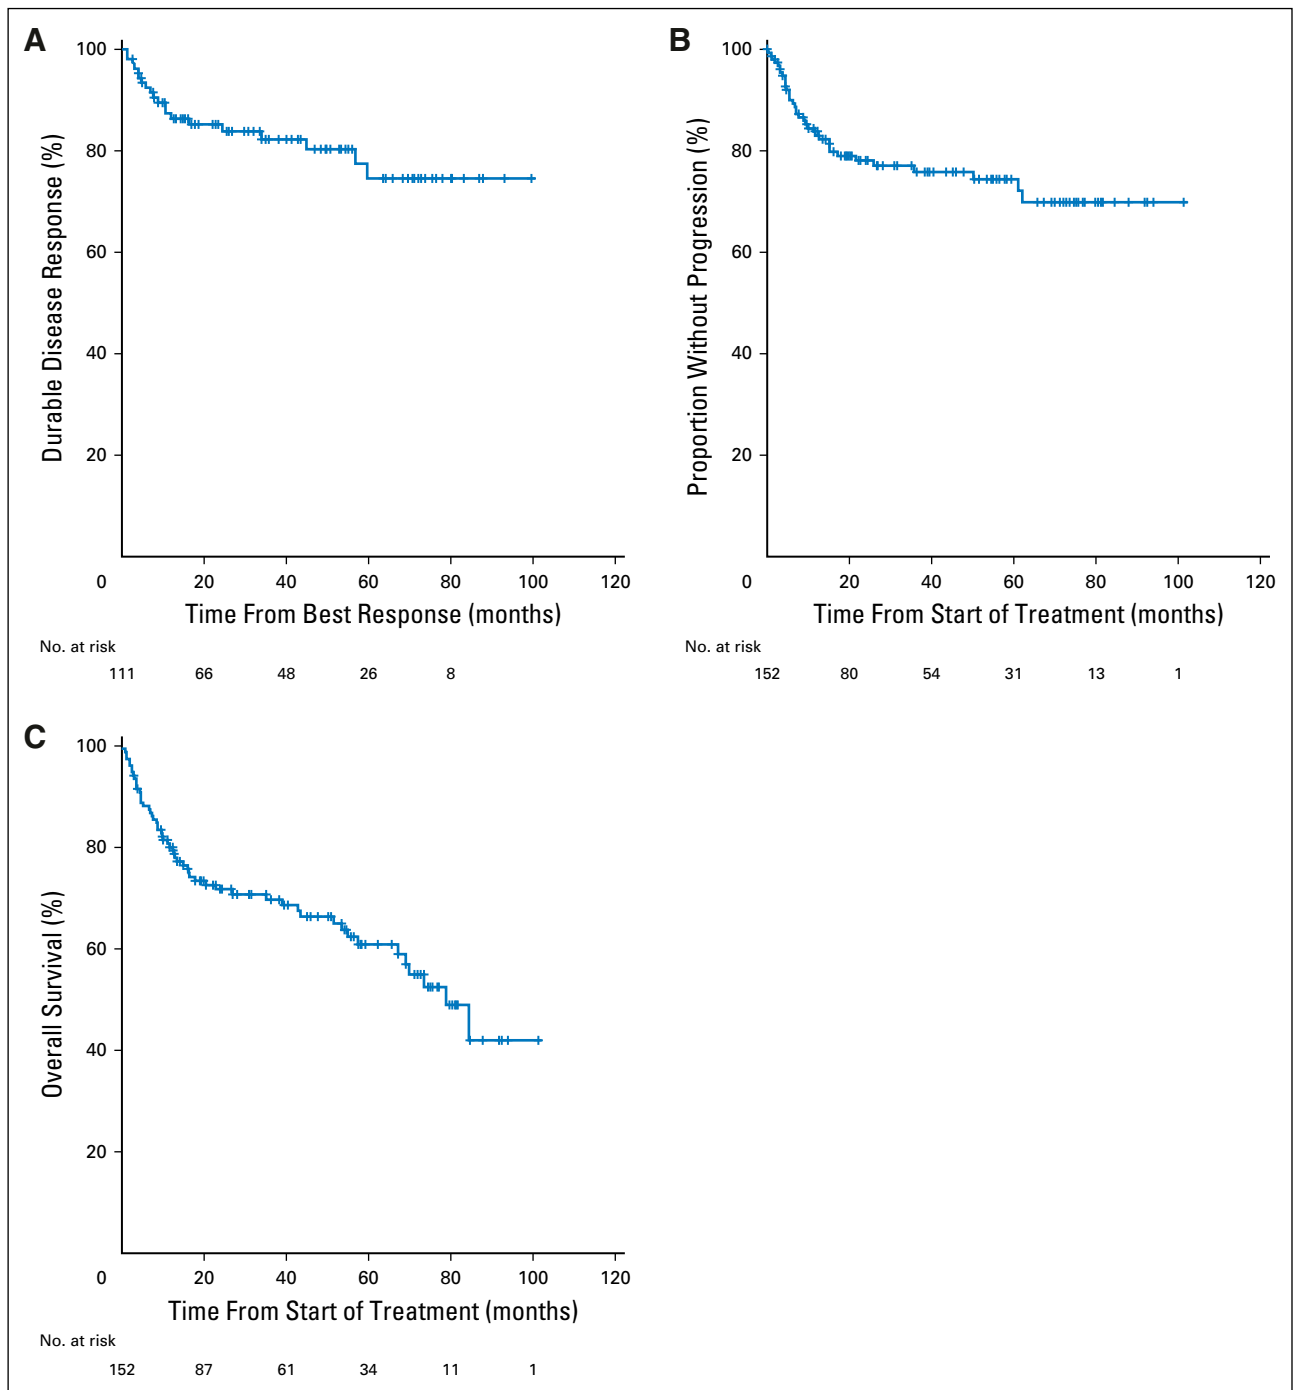 A
100
80
60
40
20
0
20 40 60 80 100 120
Durable Disease Response (%)
Time From Best Response (months)
No. at risk
111 66 48 26 8
B
100
80
60
40
20
0
20 40 60 80 100 120
Proportion Without Progression (%)
Time From Start of Treatment (months)
No. at risk
152 80 54 31 13 1
C
100
80
60
40
20
0
20 40 60 80 100 120
Overall Survival (%)
Time From Start of Treatment (months)
No. at risk
152 87 61 34 11 1